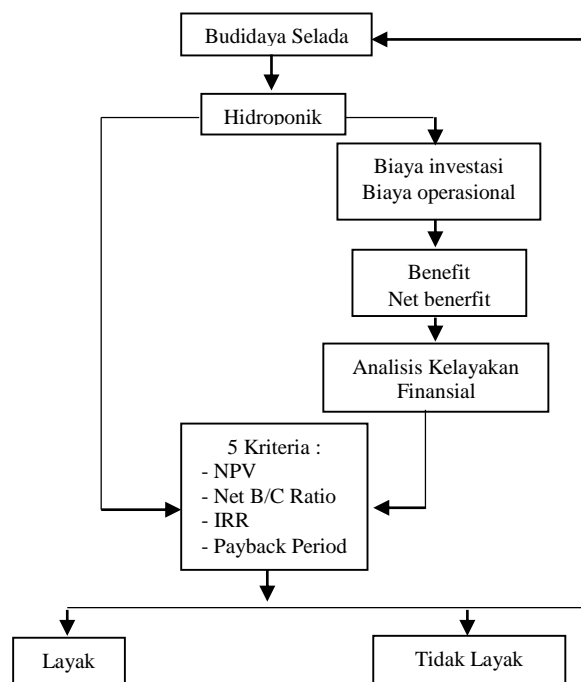 Budidaya Selada
Hidroponik
Biaya investasi
Biaya operasional
Benefit
Net benerfit
Analisis Kelayakan
Finansial
5 Kriteria :
- NPV
- Net B/C Ratio
- IRR
- Payback Period
Layak
Tidak Layak